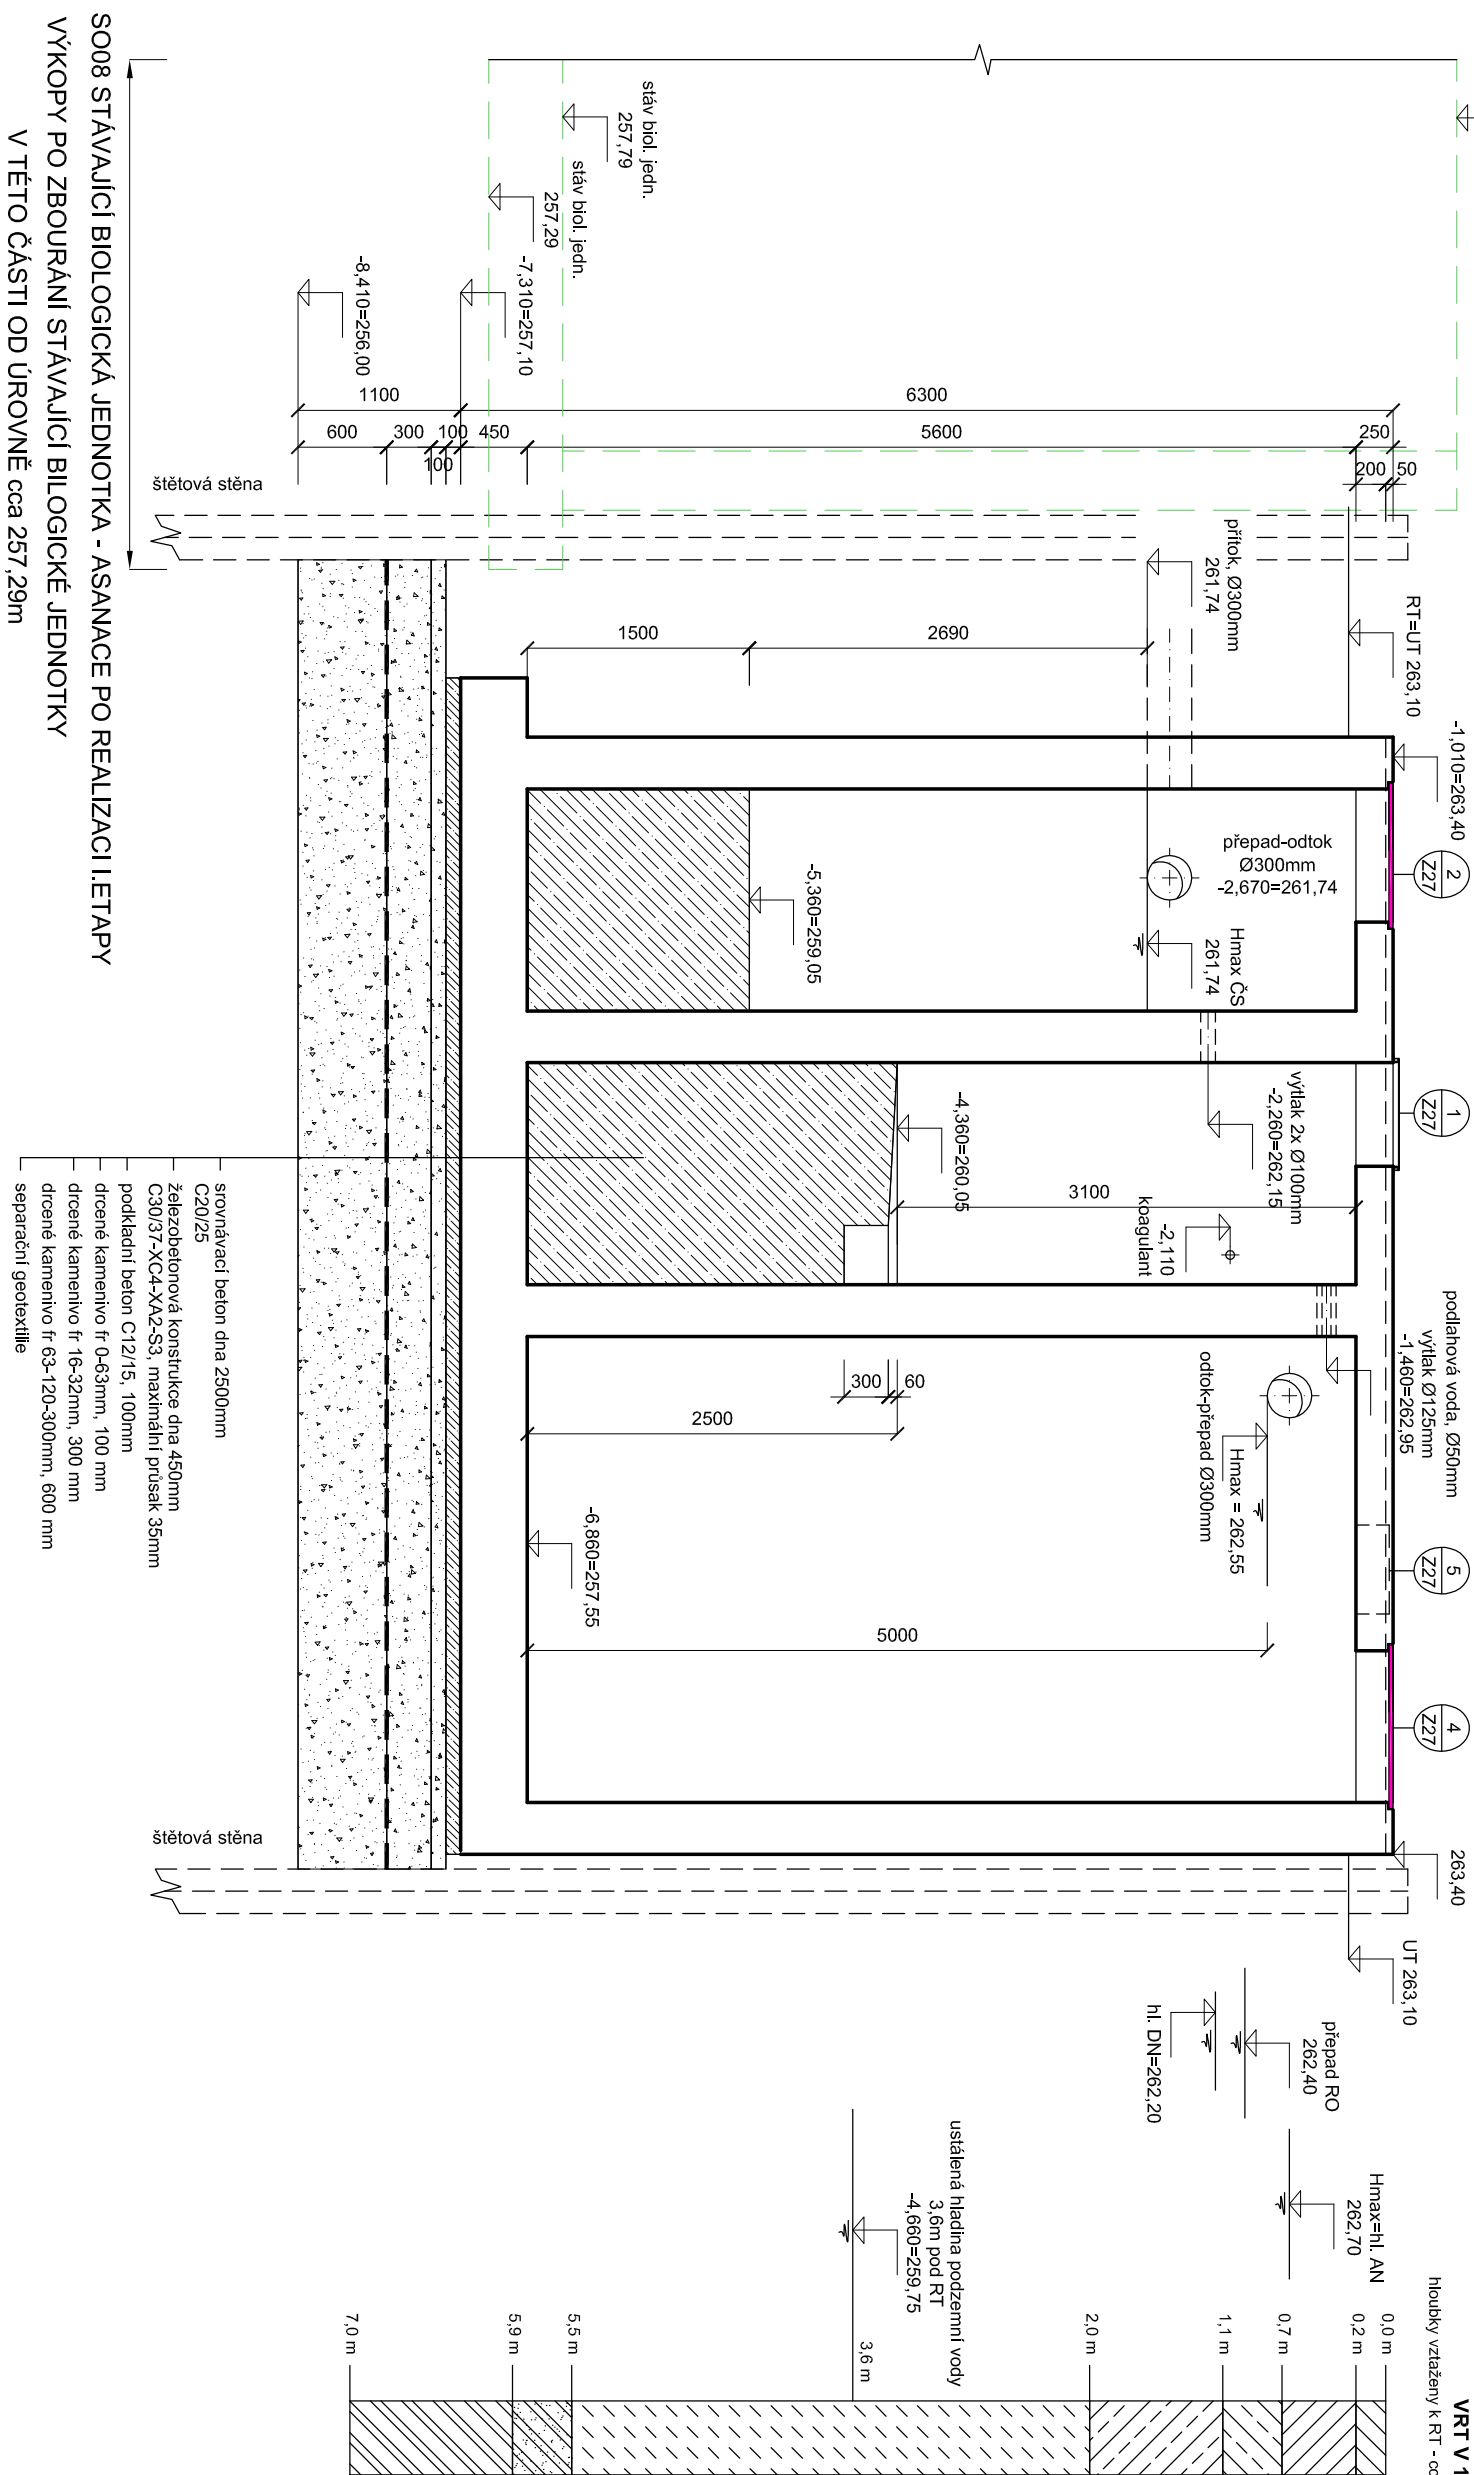 SO08 STÁVAJÍCÍ BIOLOGICKÁ JEDNOTKA - ASANACE PO REALIZACI I.ETAPY
VÝKOPY PO ZBOURÁNÍ STÁVAJÍCÍ BILOGICKÉ JEDNOTKY
V TÉTO ČÁSTI OD ÚROVNĚ cca 257,29m
stáv biol. jedn.
257,79
stáv biol. jedn.
257,29
-7,310=257,10
-8,410=256,00
1100
6300
600
300
100
100
450
5600
250
200
50
štětová stěna
přítok, Ø300mm
261,74
RT=UT 263,10
-1,010=263,40
1500
2690
2
Z27
přepad-odtok
Ø300mm
-2,670=261,74
-5,360=259,05
Hmax ČS
261,74
1
Z27
výtlak 2x Ø100mm
-2,260=262,15
-4,360=260,05
3100
-2,110
koagulant
podlahová voda, Ø50mm
výtlak Ø125mm
-1,460=262,95
300
60
2500
odtok-přepad Ø300mm
Hmax = 262,55
-6,860=257,55
5
Z27
5000
4
Z27
srovnávací beton dna 2500mm
C20/25
železobetonová konstrukce dna 450mm
C30/37-XC4-XA2-S3, maximální průsak 35mm
podkladní beton C12/15, 100mm
drcené kamenivo fr 0-63mm, 100 mm
drcené kamenivo fr 16-32mm, 300 mm
drcené kamenivo fr 63-120-300mm, 600 mm
separační geotextilie
štětová stěna
263,40
UT 263,10
přepad RO
262,40
hl. DN=262,20
Hmax=hl. AN
262,70
ustálená hladina podzemní vody
3,6m pod RT
-4,660=259,75
VRT V 1
hloubky vztaženy k RT -
0,0 m
0,2 m
0,7 m
1,1 m
2,0 m
3,6 m
5,5 m
5,9 m
7,0 m